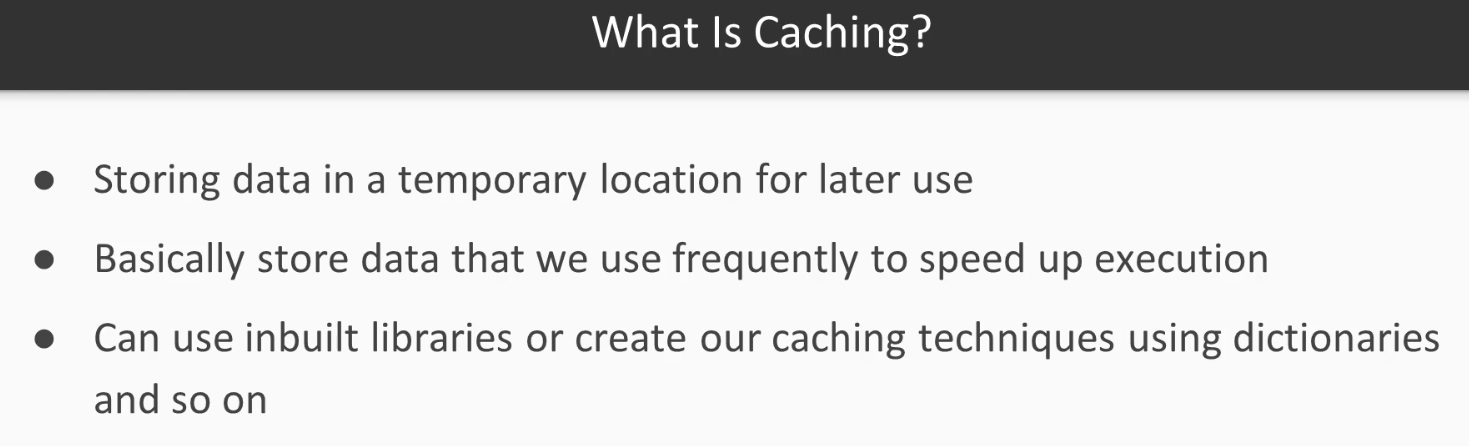 What Is Caching?
● Storing data in a temporary location for later use
● Basically store data that we use frequently to speed up execution
● Can use inbuilt libraries or create our caching techniques using dictionaries
and so on